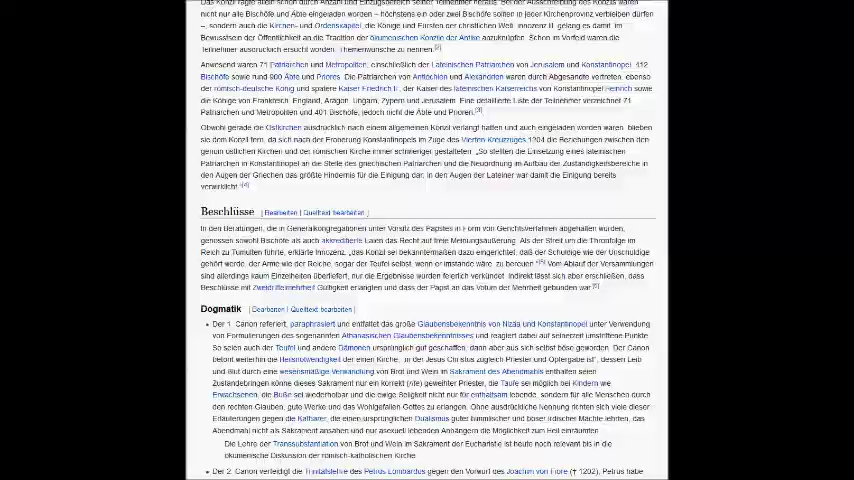 Das Konzil ragte allein schon durch Anzahl und Einzugsbereich seiner Teilnehmer heraus. Bei der Ausschreibung des Konzils waren
nicht nur alle Bischöfe und Äbte eingeladen worden – höchstens ein oder zwei Bischöfe sollten in jeder Kirchenprovinz verbleiben dürfen
–, sondern auch die Kirchen- und Ordenskapitel, die Könige und Fürsten der christlichen Welt. Innozenz III. gelang es damit, im
Bewusstsein der Öffentlichkeit an die Tradition der ökumenischen Konzile der Antike anzuknüpfen. Schon im Vorfeld waren die
Teilnehmer ausdrücklich ersucht worden, Themenwünsche zu nennen.[2]
Anwesend waren 71 Patriarchen und Metropoliten, einschließlich der Lateinischen Patriarchen von Jerusalem und Konstantinopel, 412
Bischöfe sowie rund 900 Äbte und Priores. Die Patriarchen von Antiochien und Alexandrien waren durch Abgesandte vertreten, ebenso
der römisch-deutsche König und spätere Kaiser Friedrich II., der Kaiser des lateinischen Kaiserreichs von Konstantinopel Heinrich sowie
die Könige von Frankreich, England, Aragon, Ungarn, Zypern und Jerusalem. Eine detaillierte Liste der Teilnehmer verzeichnet 71
Patriarchen und Metropoliten und 401 Bischöfe, jedoch nicht die Äbte und Prioren.[3]
Obwohl gerade die Ostkirchen ausdrücklich nach einem allgemeinen Konzil verlangt hatten und auch eingeladen worden waren, blieben
sie dem Konzil fern, da sich nach der Eroberung Konstantinopels im Zuge des Vierten Kreuzzuges 1204 die Beziehungen zwischen den
genuin östlichen Kirchen und der römischen Kirche immer schwieriger gestalteten. „So stellten die Einsetzung eines lateinischen
Patriarchen in Konstantinopel an die Stelle des griechischen Patriarchen und die Neuordnung im Aufbau der Zuständigkeitsbereiche in
den Augen der Griechen das größte Hindernis für die Einigung dar; in den Augen der Lateiner war damit die Einigung bereits
verwirklicht.“[4]
Beschlüsse [ Bearbeiten | Quelltext bearbeiten ]
In den Beratungen, die in Generalkongregationen unter Vorsitz des Papstes in Form von Gerichtsverfahren abgehalten wurden,
genossen sowohl Bischöfe als auch akkreditierte Laien das Recht auf freie Meinungsäußerung. Als der Streit um die Thronfolge im
Reich zu Tumulten führte, erklärte Innozenz, „das Konzil sei bekanntermaßen dazu eingerichtet, daß der Schuldige wie der Unschuldige
gehört werde, der Arme wie der Reiche, sogar der Teufel selbst, wenn er imstande wäre, zu bereuen.“[5] Vom Ablauf der Versammlungen
sind allerdings kaum Einzelheiten überliefert, nur die Ergebnisse wurden feierlich verkündet. Indirekt lässt sich aber erschließen, dass
Beschlüsse mit Zweidrittelmehrheit Gültigkeit erlangten und dass der Papst an das Votum der Mehrheit gebunden war.[5]
Dogmatik [ Bearbeiten | Quelltext bearbeiten ]
• Der 1. Canon referiert, paraphrasiert und entfaltet das große Glaubensbekenntnis von Nizäa und Konstantinopel unter Verwendung
von Formulierungen des sogenannten Athanasischen Glaubensbekenntnisses und reagiert dabei auf seinerzeit umstrittene Punkte.
So seien auch der Teufel und andere Dämonen ursprünglich gut geschaffen, dann aber aus sich selbst böse geworden. Der Canon
betont weiterhin die Heilsnotwendigkeit der einen Kirche, „in der Jesus Christus zugleich Priester und Opfergabe ist“, dessen Leib
und Blut durch eine wesensmäßige Verwandlung von Brot und Wein im Sakrament des Abendmahls enthalten seien.
Zustandebringen könne dieses Sakrament nur ein korrekt (rite) geweihter Priester, die Taufe sei möglich bei Kindern wie
Erwachsenen, die Buße sei wiederholbar und die ewige Seligkeit nicht nur für enthaltsam lebende, sondern für alle Menschen durch
den rechten Glauben, gute Werke und das Wohlgefallen Gottes zu erlangen. Ohne ausdrückliche Nennung richten sich viele dieser
Erläuterungen gegen die Katharer, die einen ursprünglichen Dualismus guter himmlischer und böser irdischer Mächte lehrten, das
Abendmahl nicht als Sakrament ansahen und nur asexuell lebenden Anhängern die Möglichkeit zum Heil einräumten.
Die Lehre der Transsubstantiation von Brot und Wein im Sakrament der Eucharistie ist heute noch relevant bis in die
ökumenische Diskussion der römisch-katholischen Kirche.
• Der 2. Canon verteidigt die Trinitätslehre des Petrus Lombardus gegen den Vorwurf des Joachim von Fiore († 1202), Petrus habe